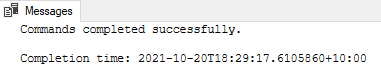 Messages
Commands completed successfully.
Completion time: 2021-10-20T18:29:17.6105860+10:00